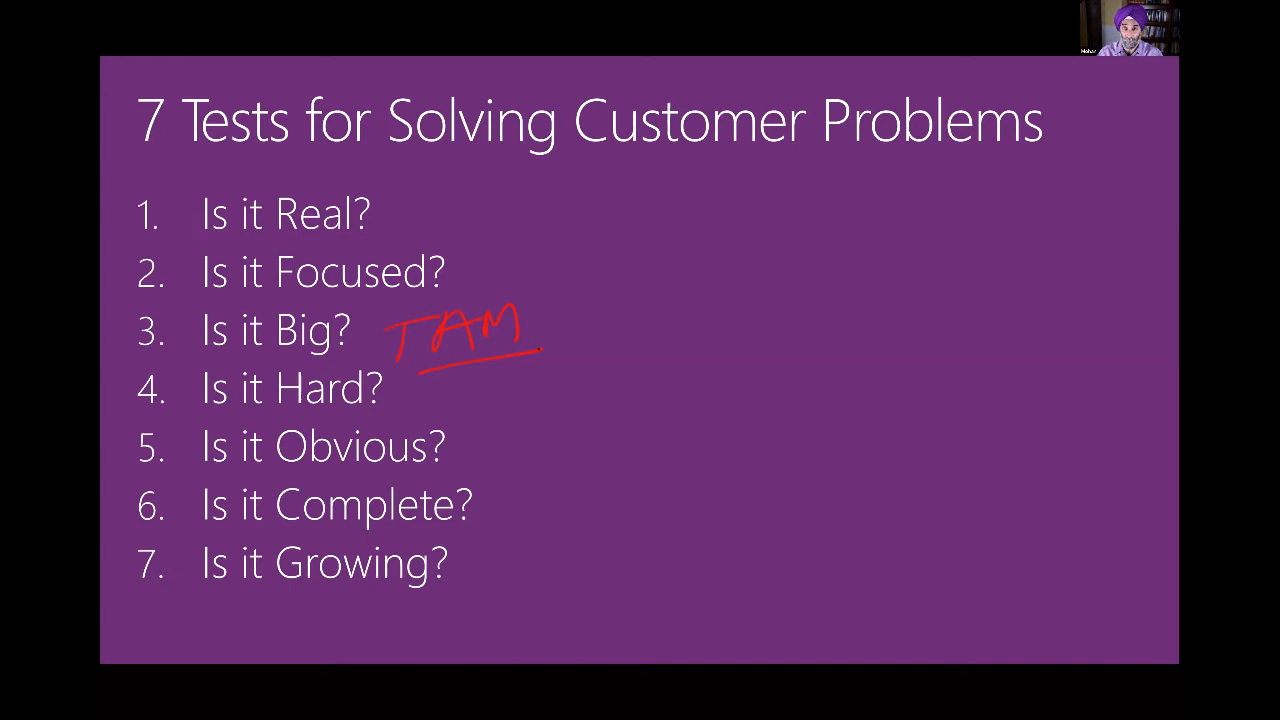 Mohan
7 Tests for Solving Customer Problems
1. Is it Real?
2. Is it Focused?
3. Is it Big? TAM
4. Is it Hard?
5. Is it Obvious?
6. Is it Complete?
7. Is it Growing?